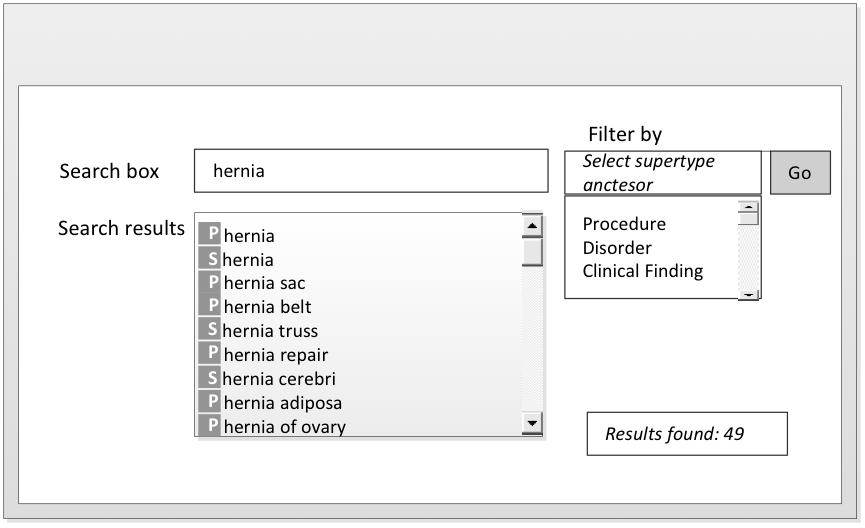 Filter by
Search box
hernia
Select supertype
anctesor
Go
Search results
P hernia
S hernia
P hernia sac
P hernia belt
S hernia truss
P hernia repair
S hernia cerebri
P hernia adiposa
P hernia of ovary
Procedure
Disorder
Clinical Finding
Results found: 49